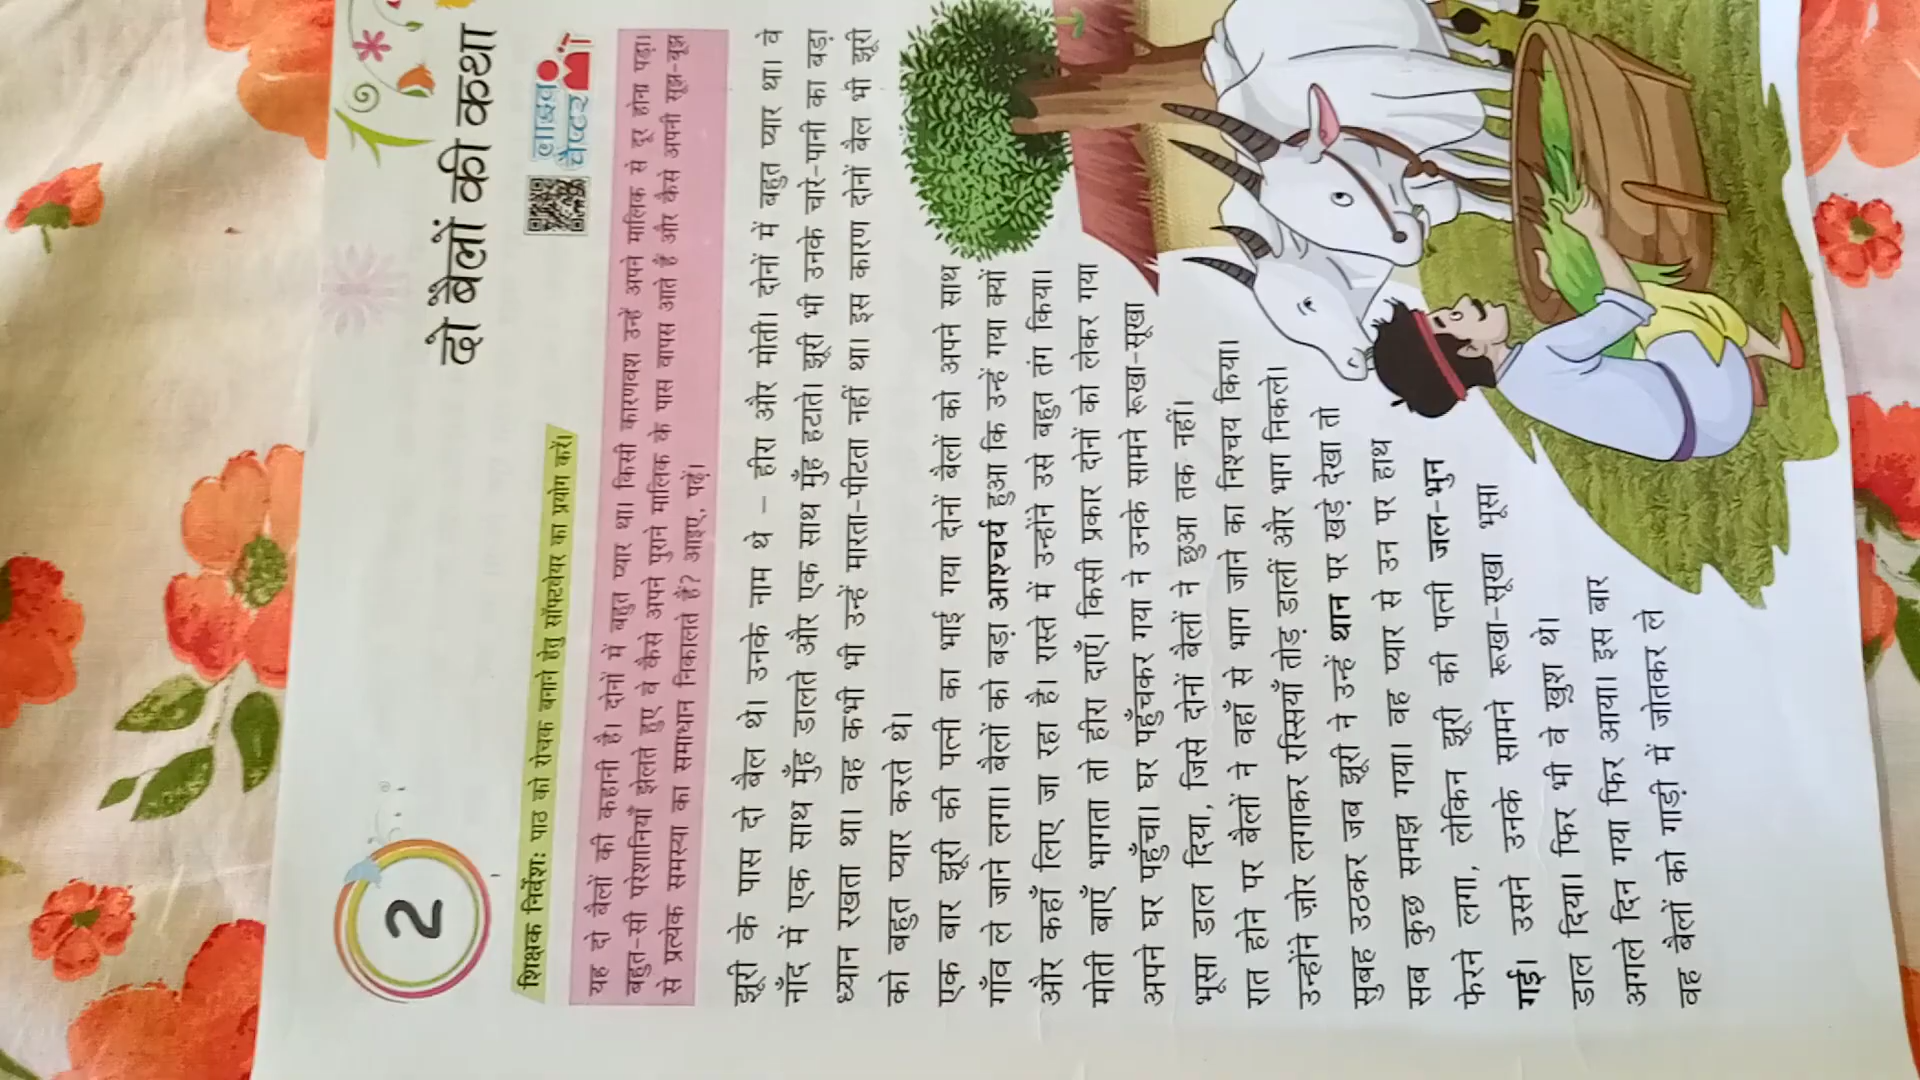 2
दो बैलों की कथा
शिक्षक निर्देश: पाठ को रोचक बनाने हेतु सॉफ्टवेयर का प्रयोग करें।
यह दो बैलों की कहानी है। दोनों में बहुत प्यार था। किसी कारणवश उन्हें अपने मालिक से दूर होना पड़ा।
बहुत-सी परेशानियाँ झेलते हुए वे कैसे अपने पुराने मालिक के पास वापस आते हैं और कैसे अपनी सूझ-बूझ
से प्रत्येक समस्या का समाधान निकालते हैं? आइए, पढ़ें।
झूरी के पास दो बैल थे। उनके नाम थे – हीरा और मोती। दोनों में बहुत प्यार था। वे
नाँद में एक साथ मुँह डालते और एक साथ मुँह हटाते। झूरी भी उनके चारे-पानी का बड़ा
ध्यान रखता था। वह कभी भी उन्हें मारता-पीटता नहीं था। इस कारण दोनों बैल भी झूरी
को बहुत प्यार करते थे।
एक बार झूरी की पत्नी का भाई गया दोनों बैलों को अपने साथ
गाँव ले जाने लगा। बैलों को बड़ा आश्चर्य हुआ कि उन्हें गया क्यों
और कहाँ लिए जा रहा है। रास्ते में उन्होंने उसे बहुत तंग किया।
मोती बाएँ भागता तो हीरा दाएँ। किसी प्रकार दोनों को लेकर गया
अपने घर पहुँचा। घर पहुँचकर गया ने उनके सामने रूखा-सूखा
भूसा डाल दिया, जिसे दोनों बैलों ने छुआ तक नहीं।
रात होने पर बैलों ने वहाँ से भाग जाने का निश्चय किया।
उन्होंने ज़ोर लगाकर रस्सियाँ तोड़ डालीं और भाग निकले।
सुबह उठकर जब झूरी ने उन्हें थान पर खड़े देखा तो
सब कुछ समझ गया। वह प्यार से उन पर हाथ
फेरने लगा, लेकिन झूरी की पत्नी जल-भुन
गई। उसने उनके सामने रूखा-सूखा भूसा
डाल दिया। फिर भी वे खुश थे।
अगले दिन गया फिर आया। इस बार
वह बैलों को गाड़ी में जोतकर ले